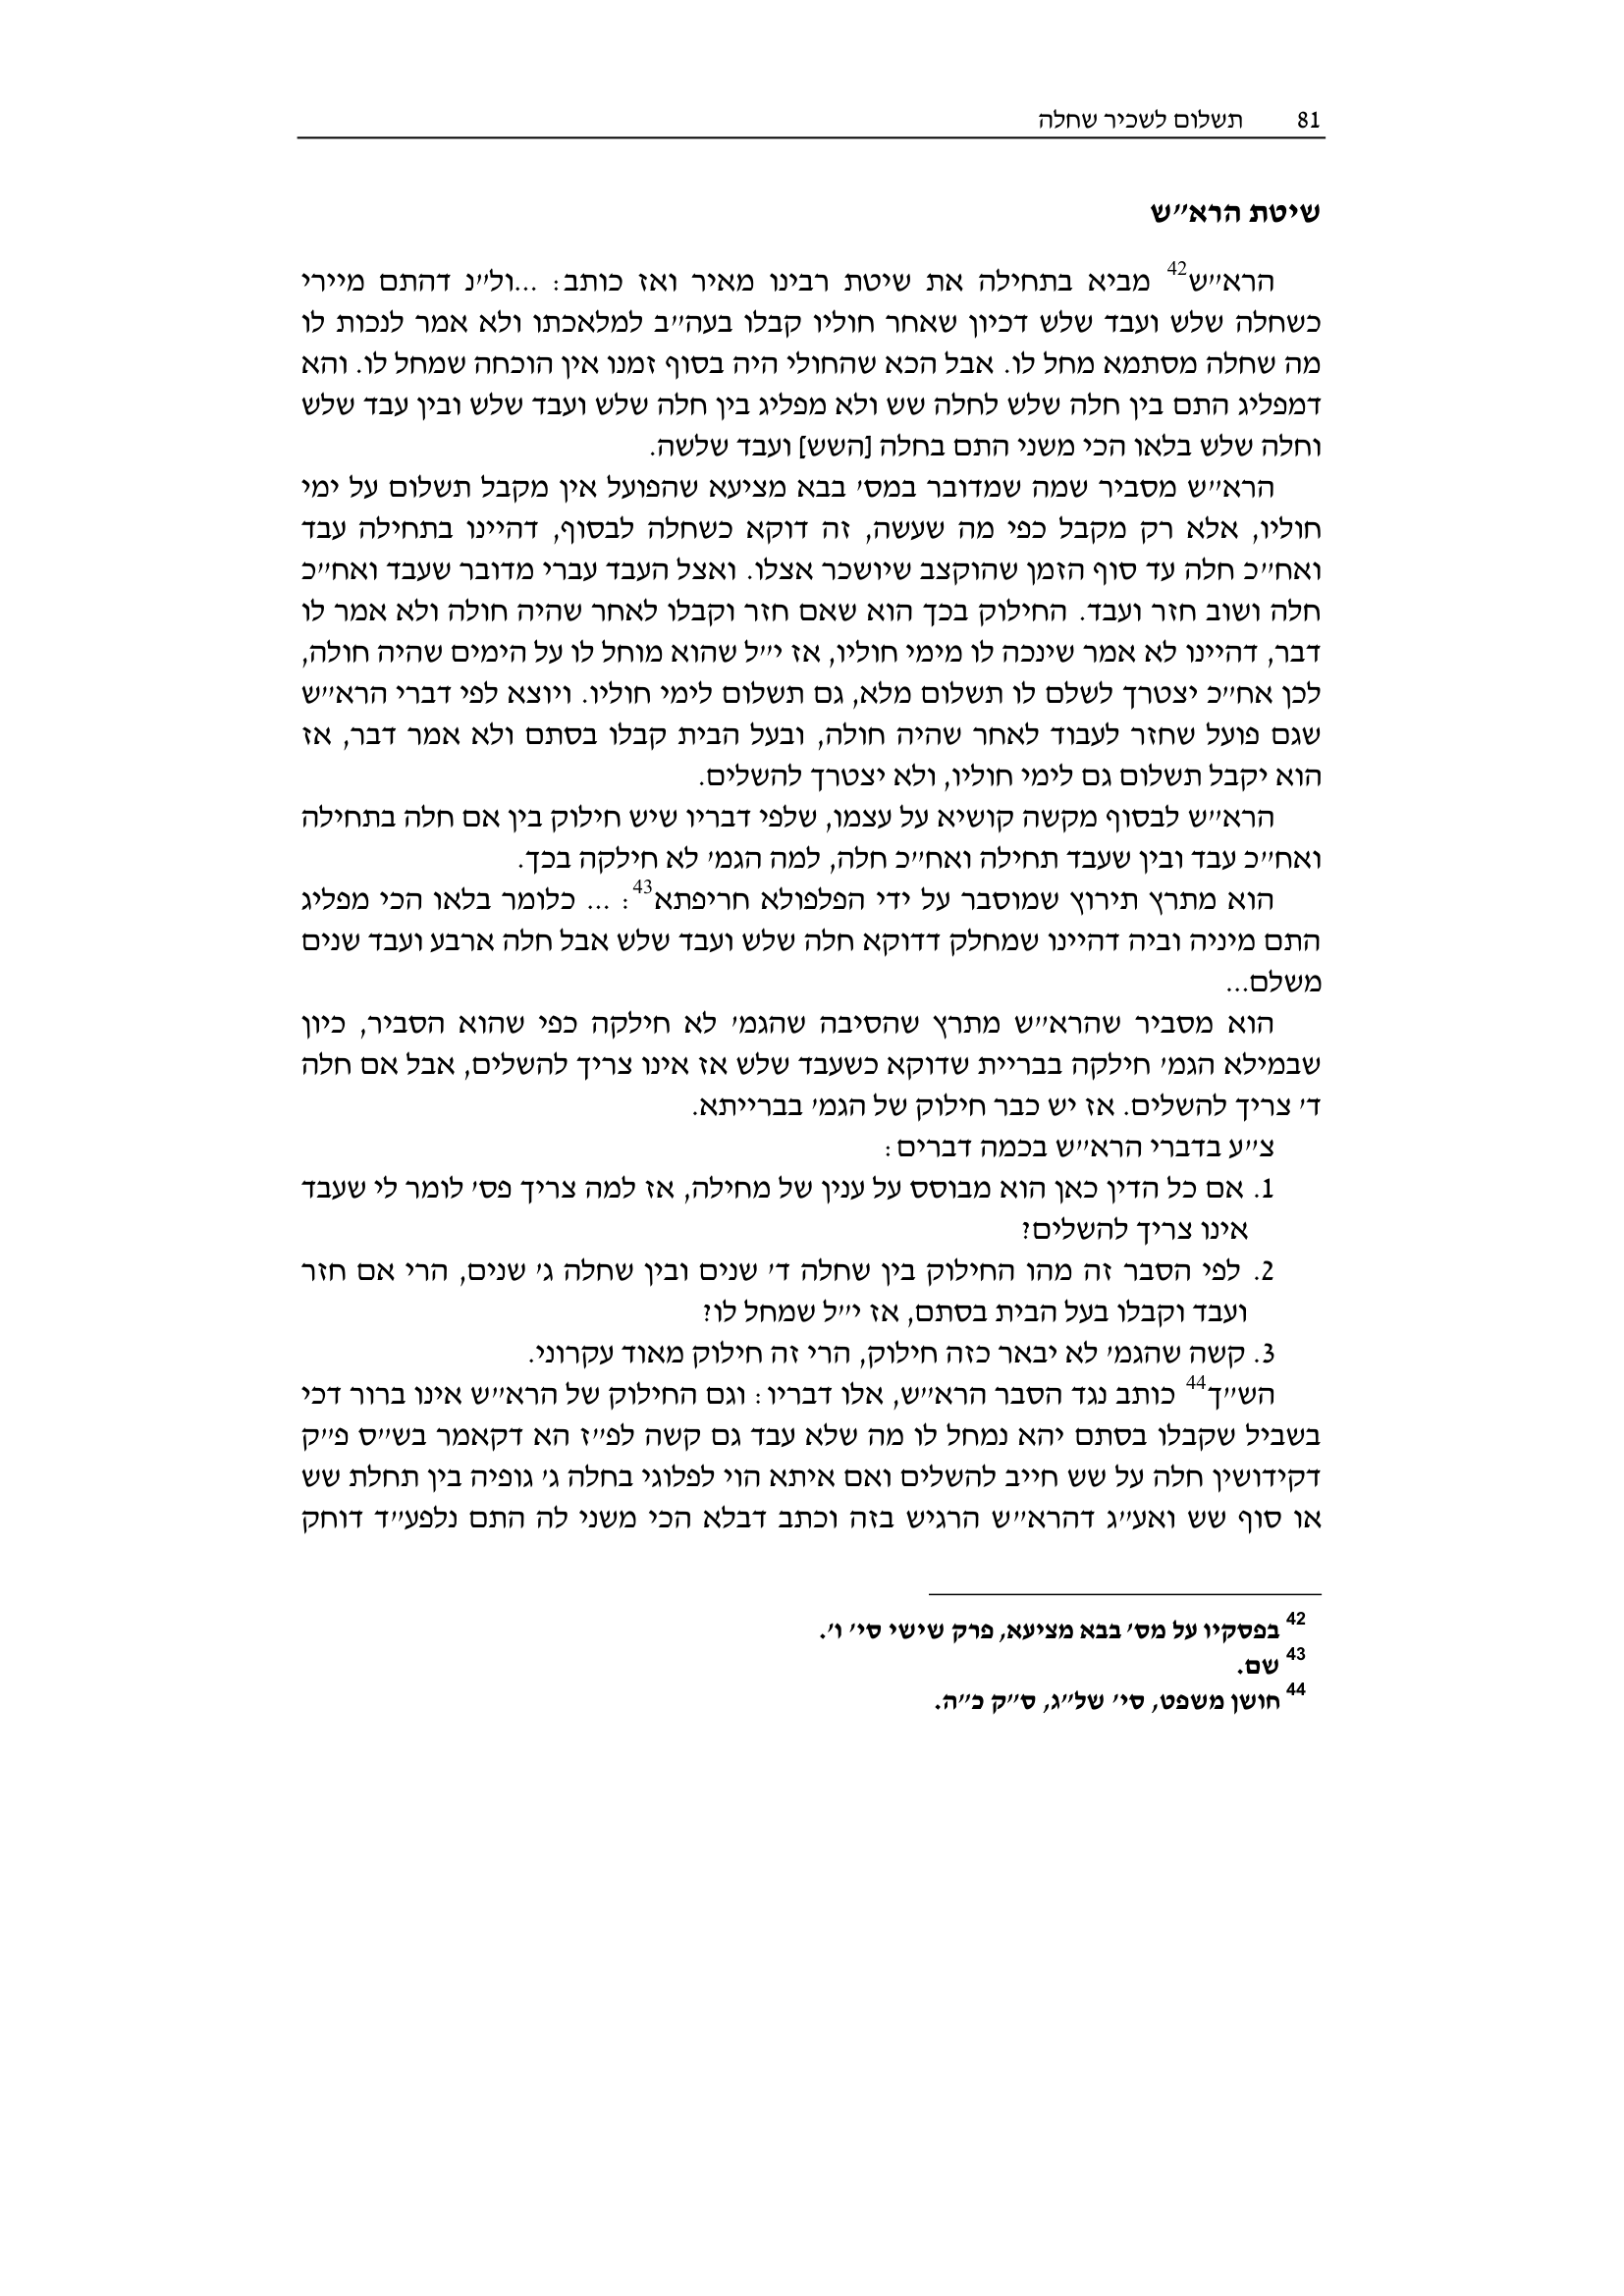 81 תשלום לשכיר שחלה
שיטת הרא״ש
הרא״ש42 מביא בתחילה את שיטת רבינו מאיר ואז כותב: ...ול״נ דהתם מיירי
כשחלה שלש ועבד שלש דכיון שאחר חוליו קבלו בעה״ב למלאכתו ולא אמר לנכות לו
מה שחלה מסתמא מחל לו. אבל הכא שהחולי היה בסוף זמנו אין הוכחה שמחל לו. והא
דמפליג התם בין חלה שלש לחלה שש ולא מפליג בין חלה שלש ועבד שלש ובין עבד שלש
וחלה שלש בלאו הכי משני התם בחלה [השש] ועבד שלשה.
הרא״ש מסביר שמה שמדובר במס׳ בבא מציעא שהפועל אין מקבל תשלום על ימי
חוליו, אלא רק מקבל כפי מה שעשה, זה דוקא כשחלה לבסוף, דהיינו בתחילה עבד
ואח״כ חלה עד סוף הזמן שהוקצב שיושכר אצלו. ואצל העבד עברי מדובר שעבד ואח״כ
חלה ושוב חזר ועבד. החילוק בכך הוא שאם חזר וקבלו לאחר שהיה חולה ולא אמר לו
דבר, דהיינו לא אמר שינכה לו מימי חוליו, אז י״ל שהוא מוחל לו על הימים שהיה חולה,
לכן אח״כ יצטרך לשלם לו תשלום מלא, גם תשלום לימי חוליו. ויוצא לפי דברי הרא״ש
שגם פועל שחזר לעבוד לאחר שהיה חולה, ובעל הבית קבלו בסתם ולא אמר דבר, אז
הוא יקבל תשלום גם לימי חוליו, ולא יצטרך להשלים.
הרא״ש לבסוף מקשה קושיא על עצמו, שלפי דבריו שיש חילוק בין אם חלה בתחילה
ואח״כ עבד ובין שעבד תחילה ואח״כ חלה, למה הגמ׳ לא חילקה בכך.
הוא מתרץ תירוץ שמוסבר על ידי הפלפולא חריפתא43: ... כלומר בלאו הכי מפליג
התם מיניה וביה דהיינו שמחלק דדוקא חלה שלש ועבד שלש אבל חלה ארבע ועבד שנים
משלם...
הוא מסביר שהרא״ש מתרץ שהסיבה שהגמ׳ לא חילקה כפי שהוא הסביר, כיון
שבמילא הגמ׳ חילקה בבריית שדוקא כשעבד שלש אז אינו צריך להשלים, אבל אם חלה
ד׳ צריך להשלים. אז יש כבר חילוק של הגמ׳ בברייתא.
צ״ע בדברי הרא״ש בכמה דברים:
1. אם כל הדין כאן הוא מבוסס על ענין של מחילה, אז למה צריך פס׳ לומר לי שעבד
אינו צריך להשלים?
2. לפי הסבר זה מהו החילוק בין שחלה ד׳ שנים ובין שחלה ג׳ שנים, הרי אם חזר
ועבד וקבלו בעל הבית בסתם, אז י״ל שמחל לו?
3. קשה שהגמ׳ לא יבאר כזה חילוק, הרי זה חילוק מאוד עקרוני.
הש״ך44 כותב נגד הסבר הרא״ש, אלו דבריו: וגם החילוק של הרא״ש אינו ברור דכי
בשביל שקבלו בסתם יהא נמחל לו מה שלא עבד גם קשה לפ״ז הא דקאמר בש״ס פ״ק
דקידושין חלה על שש חייב להשלים ואם איתא הוי לפלוגי בחלה ג׳ גופיה בין תחלת שש
או סוף שש ואע״ג דהרא״ש הרגיש בזה וכתב דבלא הכי משני לה התם נלפע״ד דוחק
42 בפסקיו על מס׳ בבא מציעא, פרק שישי סי׳ ו׳.
43 שם.
44 חושן משפט, סי׳ של״ג, ס״ק כ״ה.